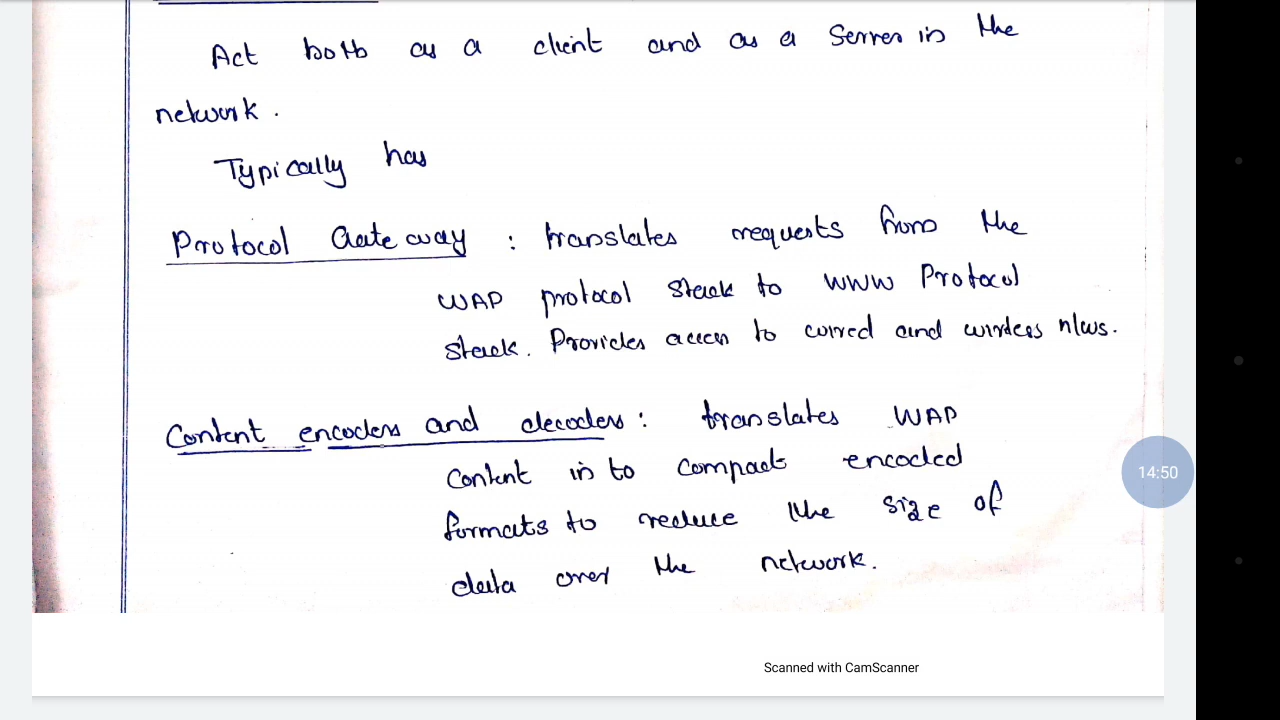 Act both as a client and as a Server in the
network.
Typically has
Protocol Gateway : translates requests from the
WAP protocol stack to WWW Protocol
stack. Provides access to wired and wireless n/ws.
Content encoders and decoders : translates WAP
Content in to compact encoded
formats to reduce the size of
data over the network.
14:50
Scanned with CamScanner